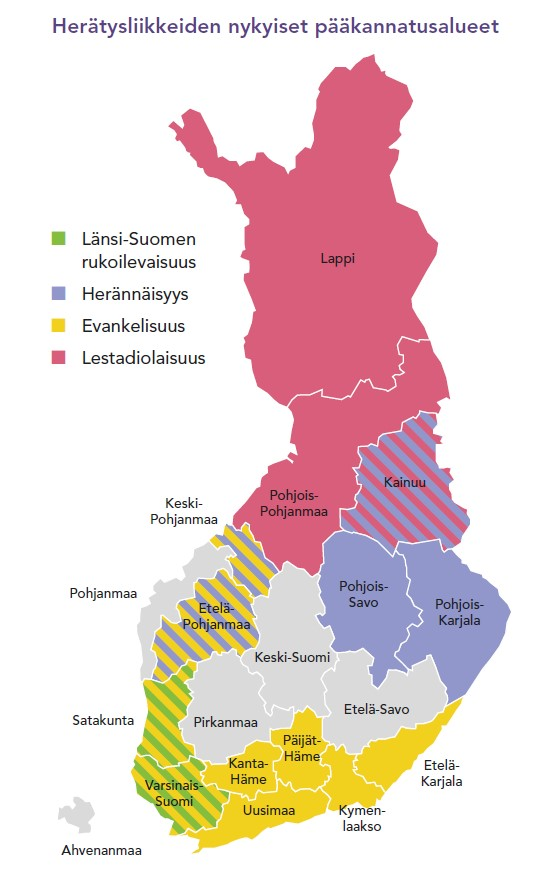 Herätysliikkeiden nykyiset pääkannatusalueet
Länsi-Suomen
rukoilevaisuus
Herännäisyys
Evankelisuus
Lestadiolaisuus
Lappi
Kainuu
Pohjois-
Pohjanmaa
Keski-
Pohjanmaa
Pohjanmaa
Etelä-
Pohjanmaa
Pohjois-
Savo
Pohjois-
Karjala
Keski-Suomi
Satakunta
Pirkanmaa
Etelä-Savo
Päijät-
Häme
Kanta-
Häme
Etelä-
Karjala
Varsinais-
Suomi
Uusimaa
Kymen-
laakso
Ahvenanmaa